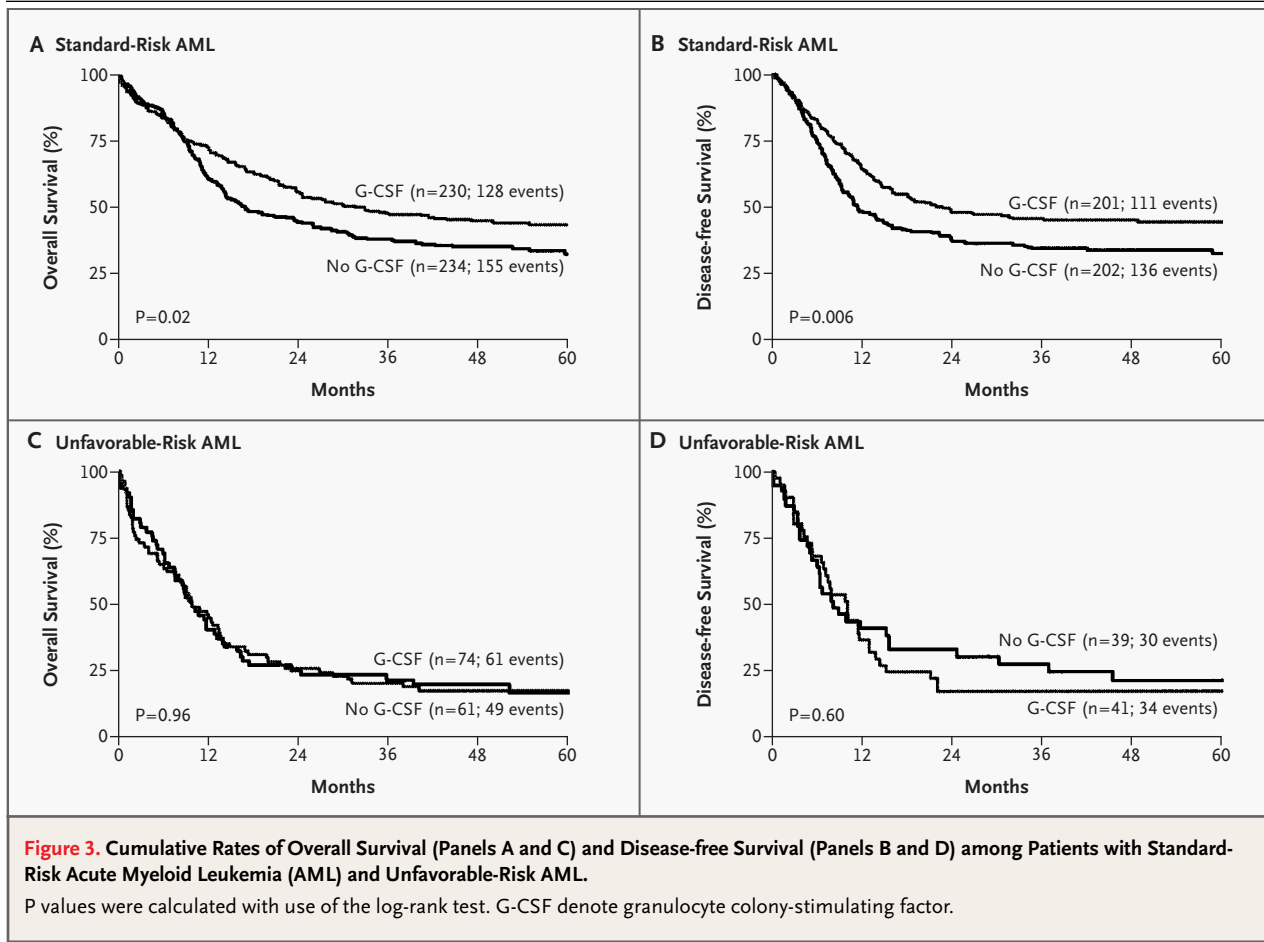 A Standard-Risk AML
100
75
50
25
0
Overall Survival (%)
G-CSF (n=230; 128 events)
No G-CSF (n=234; 155 events)
P=0.02
0 12 24 36 48 60
Months
B Standard-Risk AML
100
75
50
25
0
Disease-free Survival (%)
G-CSF (n=201; 111 events)
No G-CSF (n=202; 136 events)
P=0.006
0 12 24 36 48 60
Months
C Unfavorable-Risk AML
100
75
50
25
0
Overall Survival (%)
G-CSF (n=74; 61 events)
No G-CSF (n=61; 49 events)
P=0.96
0 12 24 36 48 60
Months
D Unfavorable-Risk AML
100
75
50
25
0
Disease-free Survival (%)
No G-CSF (n=39; 30 events)
G-CSF (n=41; 34 events)
P=0.60
0 12 24 36 48 60
Months
Figure 3. Cumulative Rates of Overall Survival (Panels A and C) and Disease-free Survival (Panels B and D) among Patients with Standard-
Risk Acute Myeloid Leukemia (AML) and Unfavorable-Risk AML.
P values were calculated with use of the log-rank test. G-CSF denote granulocyte colony-stimulating factor.